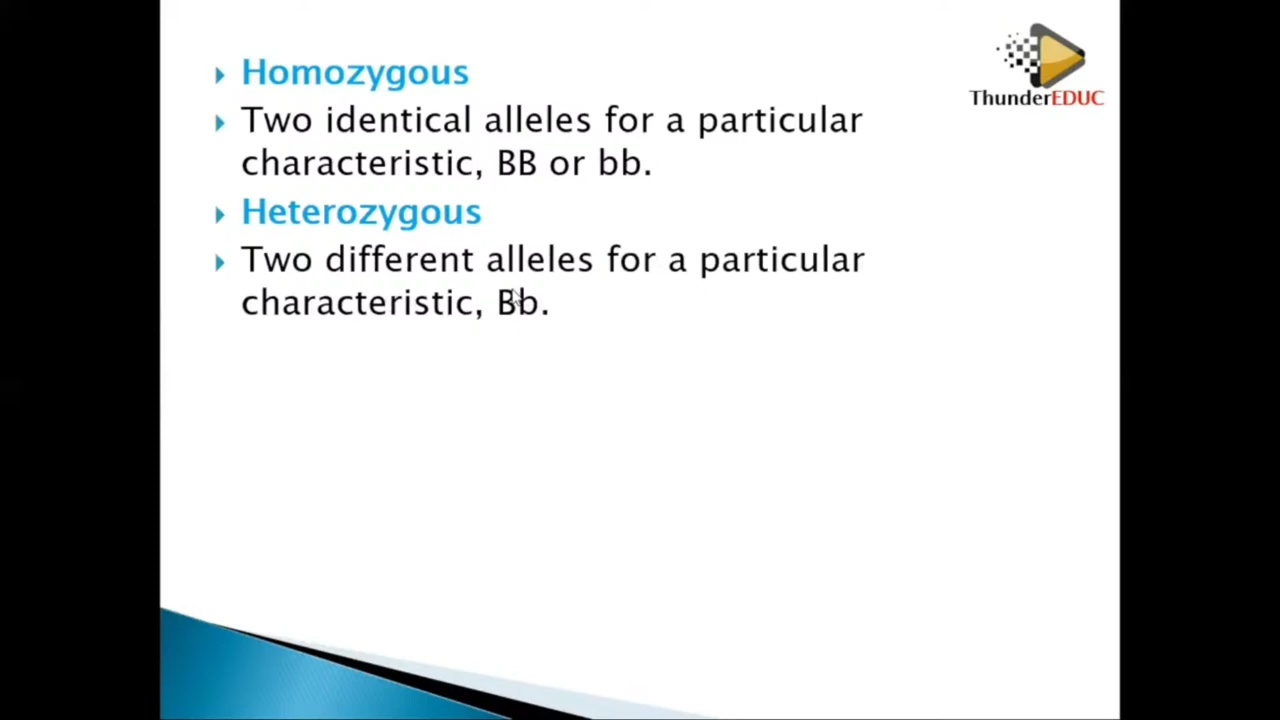 Homozygous
Two identical alleles for a particular
characteristic, BB or bb.
Heterozygous
Two different alleles for a particular
characteristic, Bb.
ThunderEDUC